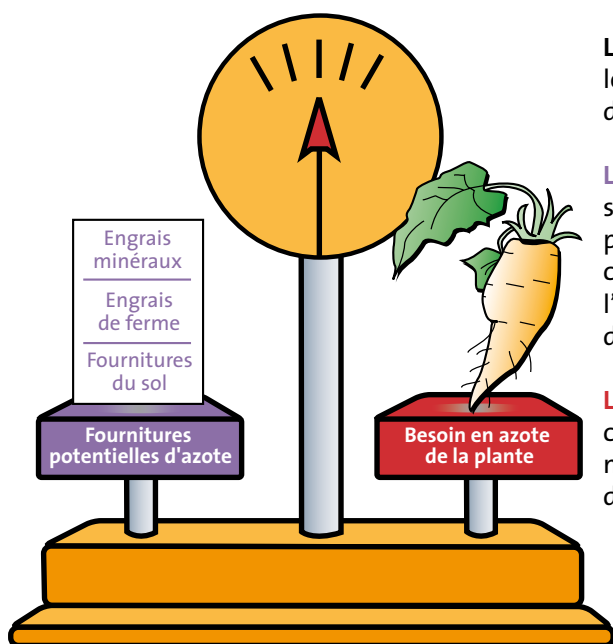 Engrais
minéraux
Engrais
de ferme
Fournitures
du sol
Fournitures
potentielles d'azote
Besoin en azote
de la plante